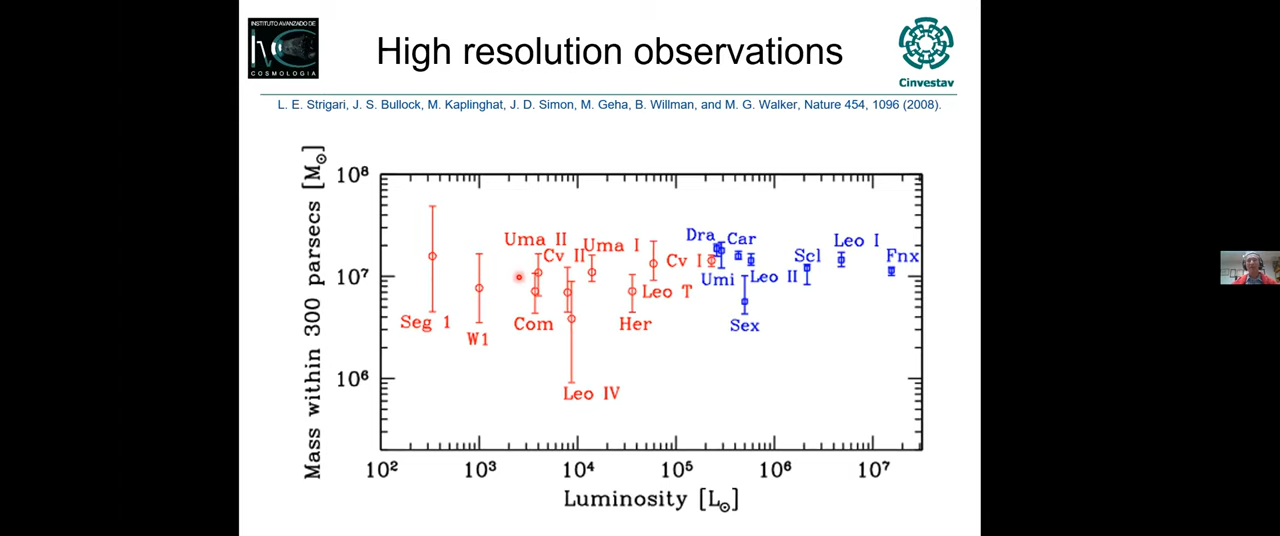 INSTITUTO AVANZADO DE
COSMOLOGIA
High resolution observations
Cinvestav
L. E. Strigari, J. S. Bullock, M. Kaplinghat, J. D. Simon, M. Geha, B. Willman, and M. G. Walker, Nature 454, 1096 (2008).
Mass within 300 parsecs [M⊙]
10⁸
10⁷
10⁶
Uma II
Cv II
Uma I
Cv I
Dra
Car
Umi
Leo II
Scl
Leo I
Fnx
Seg 1
W1
Com
Leo IV
Her
Leo T
Sex
10² 10³ 10⁴ 10⁵ 10⁶ 10⁷
Luminosity [L⊙]